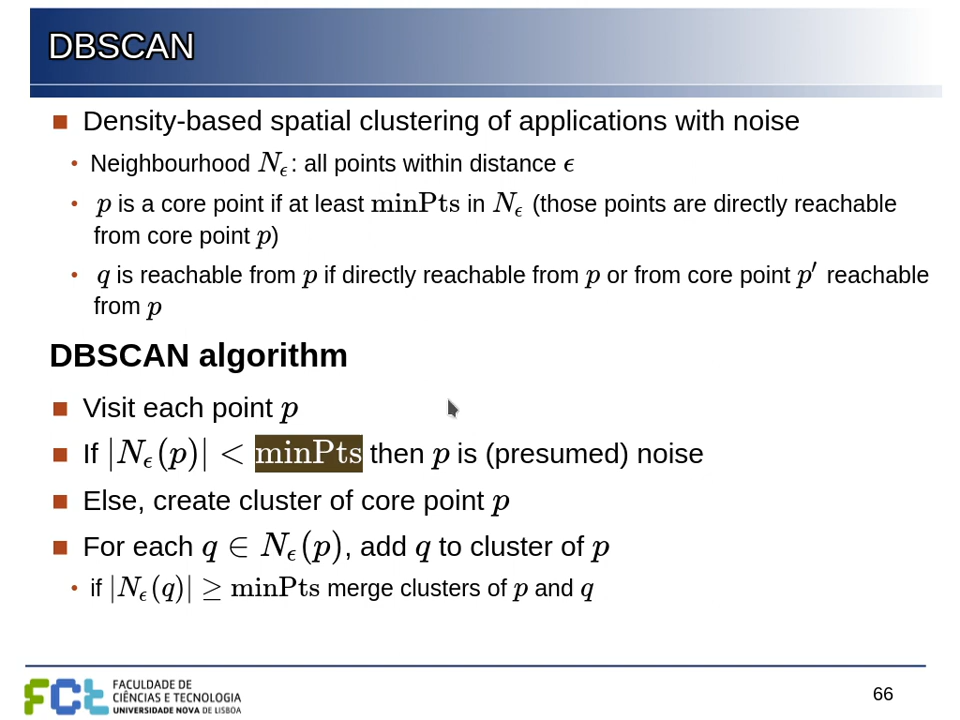 DBSCAN
■ Density-based spatial clustering of applications with noise
• Neighbourhood Nϵ: all points within distance ϵ
• p is a core point if at least minPts in Nϵ (those points are directly reachable
from core point p)
• q is reachable from p if directly reachable from p or from core point p′ reachable
from p
DBSCAN algorithm
■ Visit each point p
■ If |Nϵ(p)| < minPts then p is (presumed) noise
■ Else, create cluster of core point p
■ For each q ∈ Nϵ(p), add q to cluster of p
• if |Nϵ(q)| ≥ minPts merge clusters of p and q
FCt FACULDADE DE
CIÊNCIAS E TECNOLOGIA
UNIVERSIDADE NOVA DE LISBOA
66